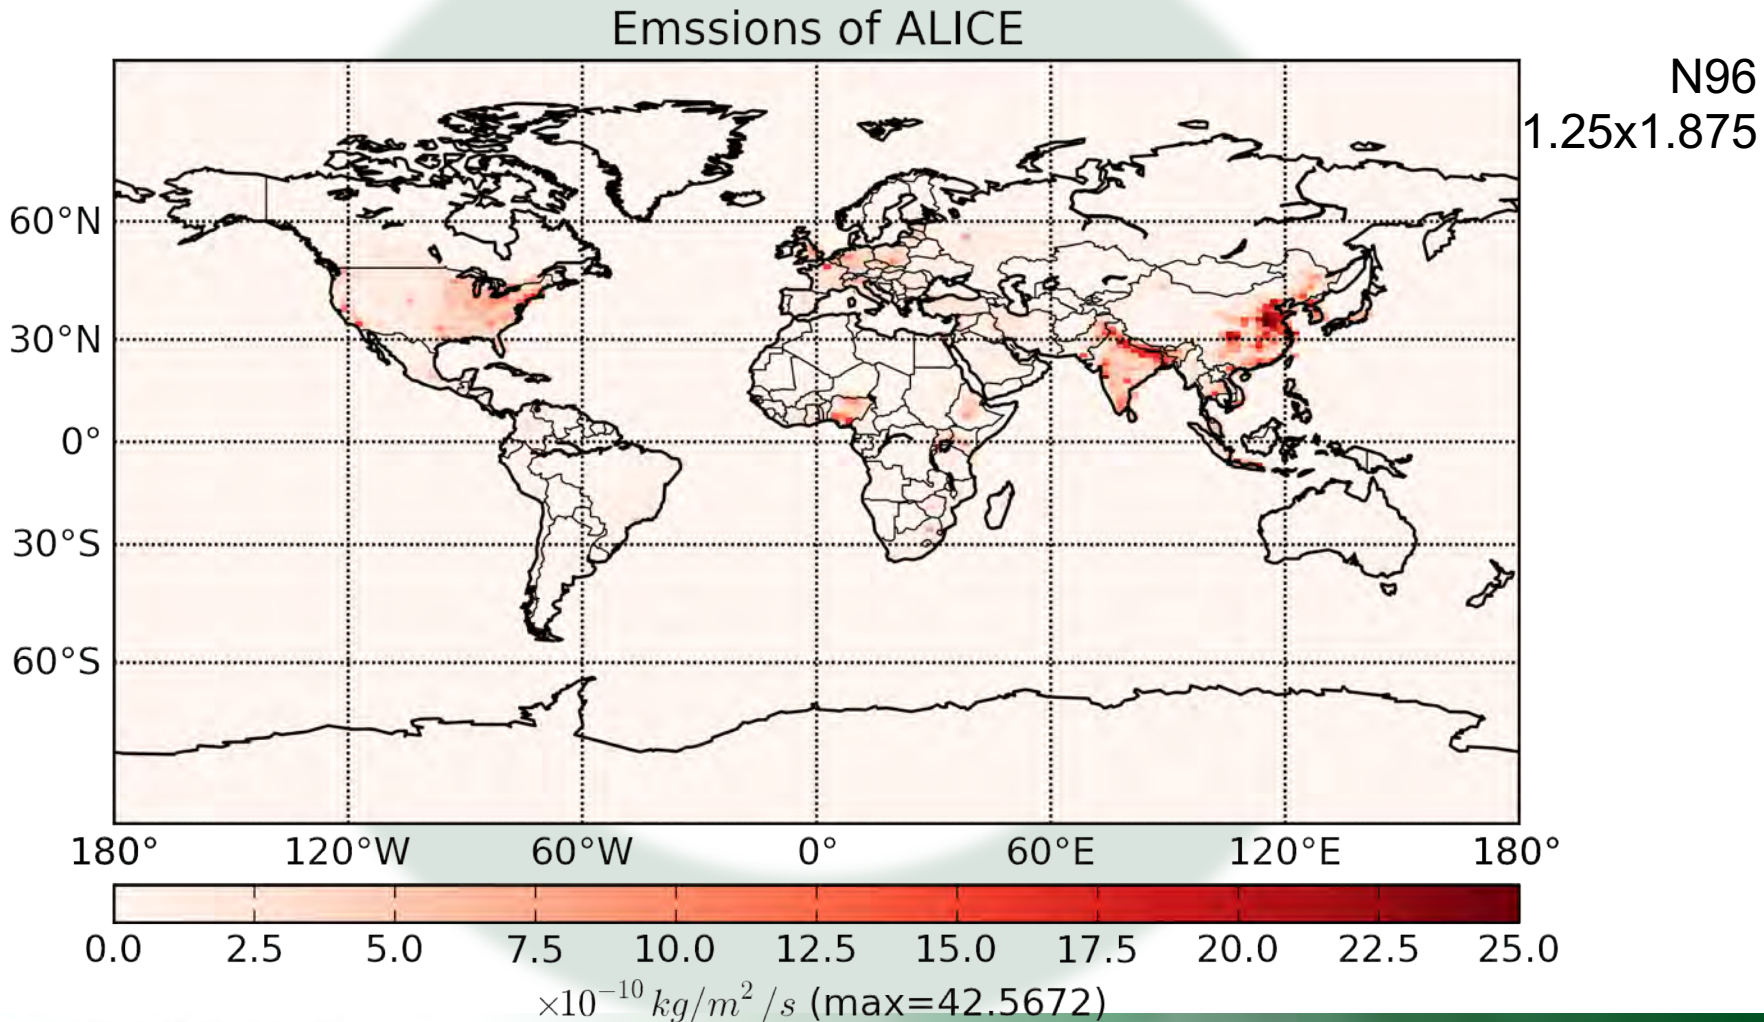 Emssions of ALICE
N96
1.25x1.875
60°N
30°N
0°
30°S
60°S
180° 120°W 60°W 0° 60°E 120°E 180°
0.0 2.5 5.0 7.5 10.0 12.5 15.0 17.5 20.0 22.5 25.0
×10⁻¹⁰ kg/m² /s (max=42.5672)